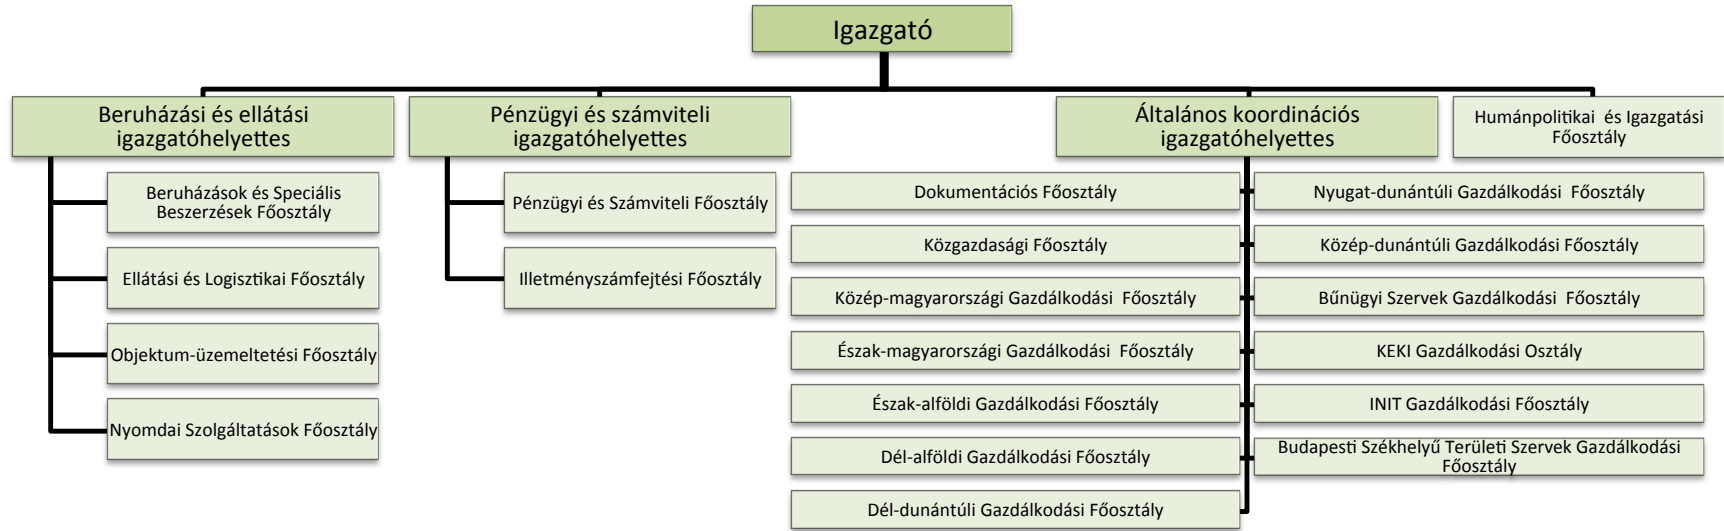 Igazgató
Beruházási és ellátási
igazgatóhelyettes
Pénzügyi és számviteli
igazgatóhelyettes
Általános koordinációs
igazgatóhelyettes
Humánpolitikai és Igazgatási
Főosztály
Beruházások és Speciális
Beszerzések Főosztály
Ellátási és Logisztikai Főosztály
Objektum-üzemeltetési Főosztály
Nyomdai Szolgáltatások Főosztály
Pénzügyi és Számviteli Főosztály
Illetményszámfejtési Főosztály
Dokumentációs Főosztály
Közgazdasági Főosztály
Közép-magyarországi Gazdálkodási Főosztály
Észak-magyarországi Gazdálkodási Főosztály
Észak-alföldi Gazdálkodási Főosztály
Dél-alföldi Gazdálkodási Főosztály
Dél-dunántúli Gazdálkodási Főosztály
Nyugat-dunántúli Gazdálkodási Főosztály
Közép-dunántúli Gazdálkodási Főosztály
Bűnügyi Szervek Gazdálkodási Főosztály
KEKI Gazdálkodási Osztály
INIT Gazdálkodási Főosztály
Budapesti Székhelyű Területi Szervek Gazdálkodási
Főosztály